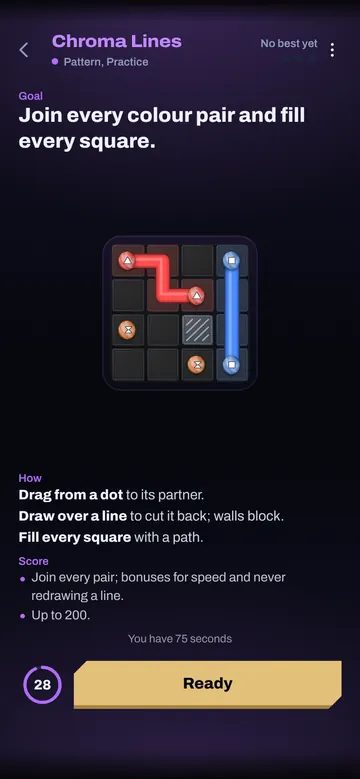 Chroma Lines
No best yet
Pattern, Practice
Goal
Join every colour pair and fill
every square.
How
Drag from a dot to its partner.
Draw over a line to cut it back; walls block.
Fill every square with a path.
Score
Join every pair; bonuses for speed and never
redrawing a line.
Up to 200.
You have 75 seconds
28
Ready